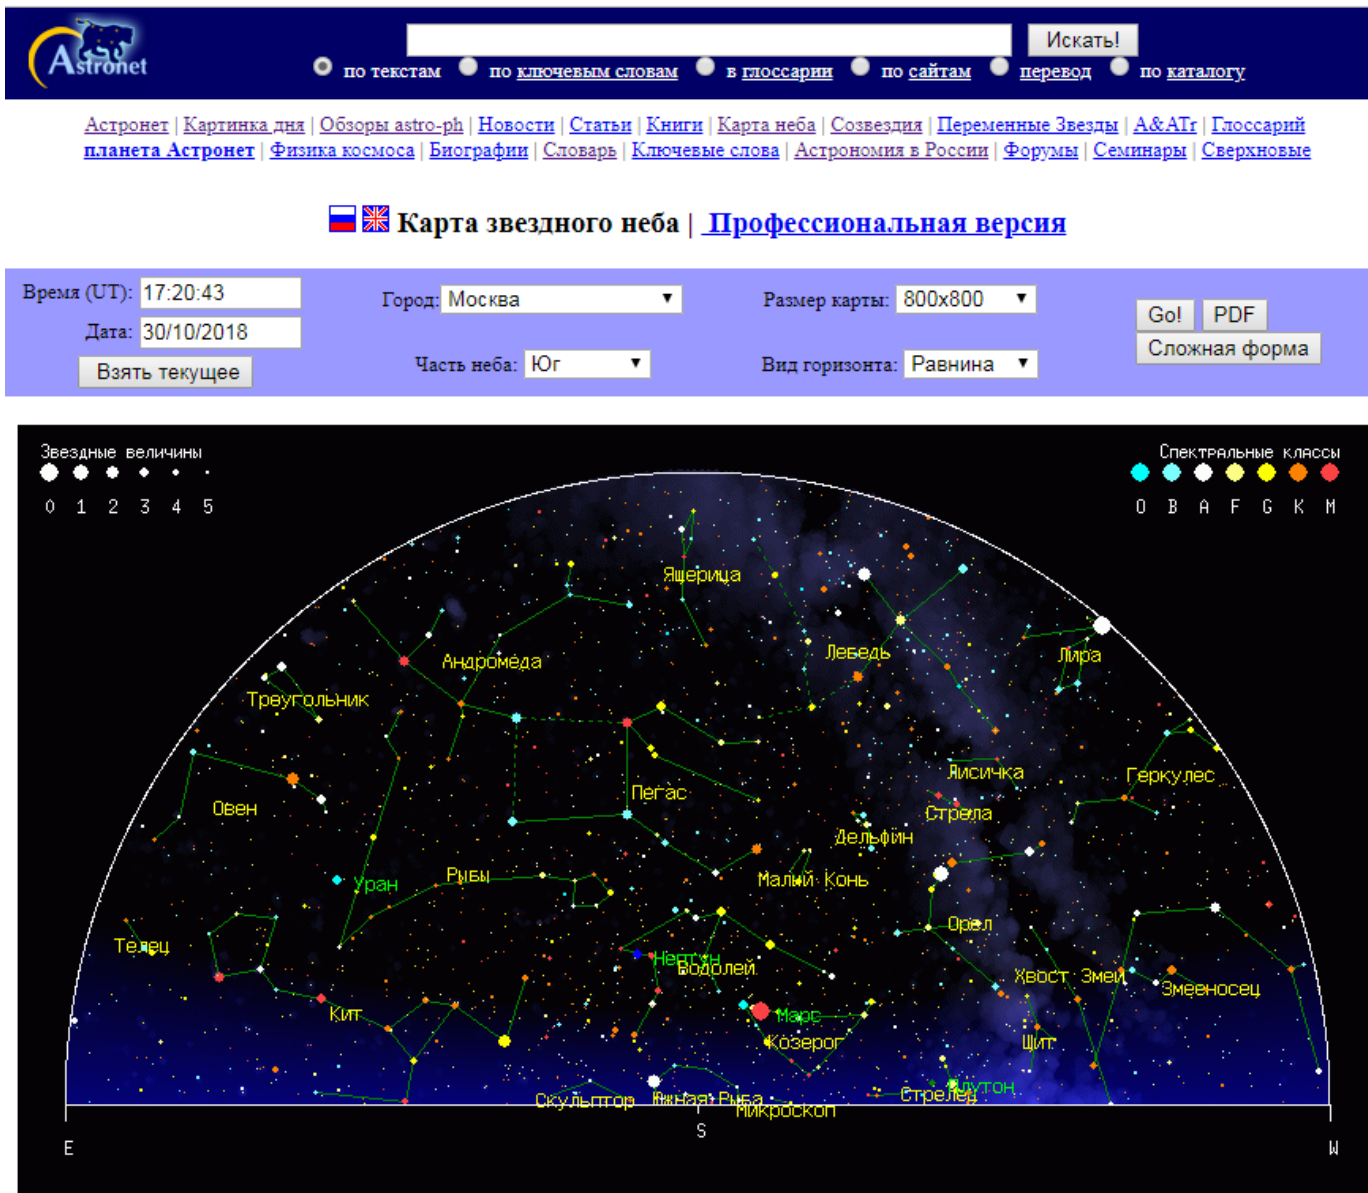 Astronet
Искать!
по текстам по ключевым словам в глоссарии по сайтам перевод по каталогу
Астронет | Картинка дня | Обзоры astro-ph | Новости | Статьи | Книги | Карта неба | Созвездия | Переменные Звезды | A&ATr | Глоссарий
планета Астронет | Физика космоса | Биографии | Словарь | Ключевые слова | Астрономия в России | Форумы | Семинары | Сверхновые
Карта звездного неба | Профессиональная версия
Время (UT): 17:20:43 Город: Москва Размер карты: 800x800 Go! PDF
Дата: 30/10/2018 Сложная форма
Взять текущее Часть неба: Юг Вид горизонта: Равнина
Звездные величины Спектральные классы
0 1 2 3 4 5 O B A F G K M
Ящерица
Лебедь Лира
Андромеда
Треугольник
Лисичка Геркулес
Пегас
Овен Стрела
Дельфин
Рыбы Малый Конь
Уран
Орел
Телец
Нептун
Водолей Хвост Змеи
Змееносец
Кит Марс
Козерог Щит
Плутон
Скульптор Южная Рыба Стрелец
Микроскоп
E S W